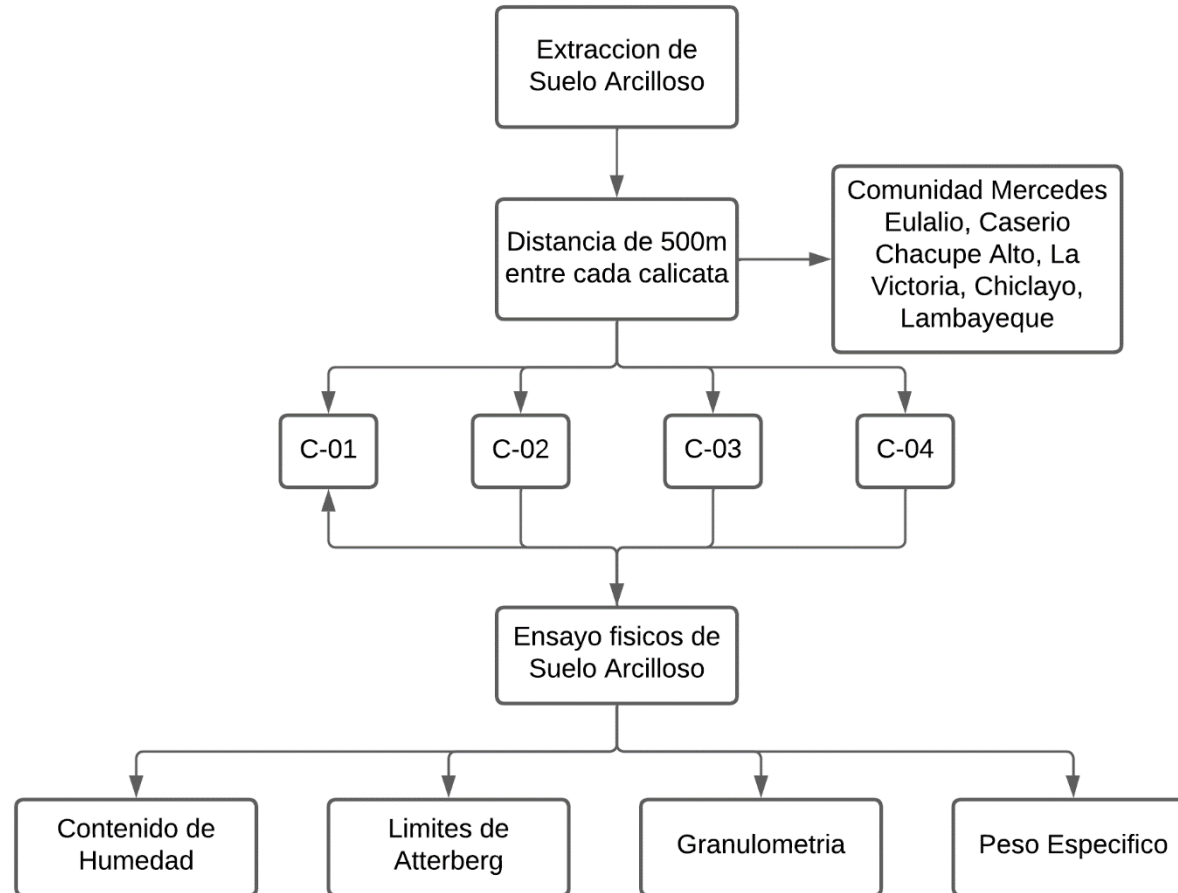 Extraccion de
Suelo Arcilloso
Distancia de 500m
entre cada calicata
Comunidad Mercedes
Eulalio, Caserio
Chacupe Alto, La
Victoria, Chiclayo,
Lambayeque
C-01
C-02
C-03
C-04
Ensayo fisicos de
Suelo Arcilloso
Contenido de
Humedad
Limites de
Atterberg
Granulometria
Peso Especifico